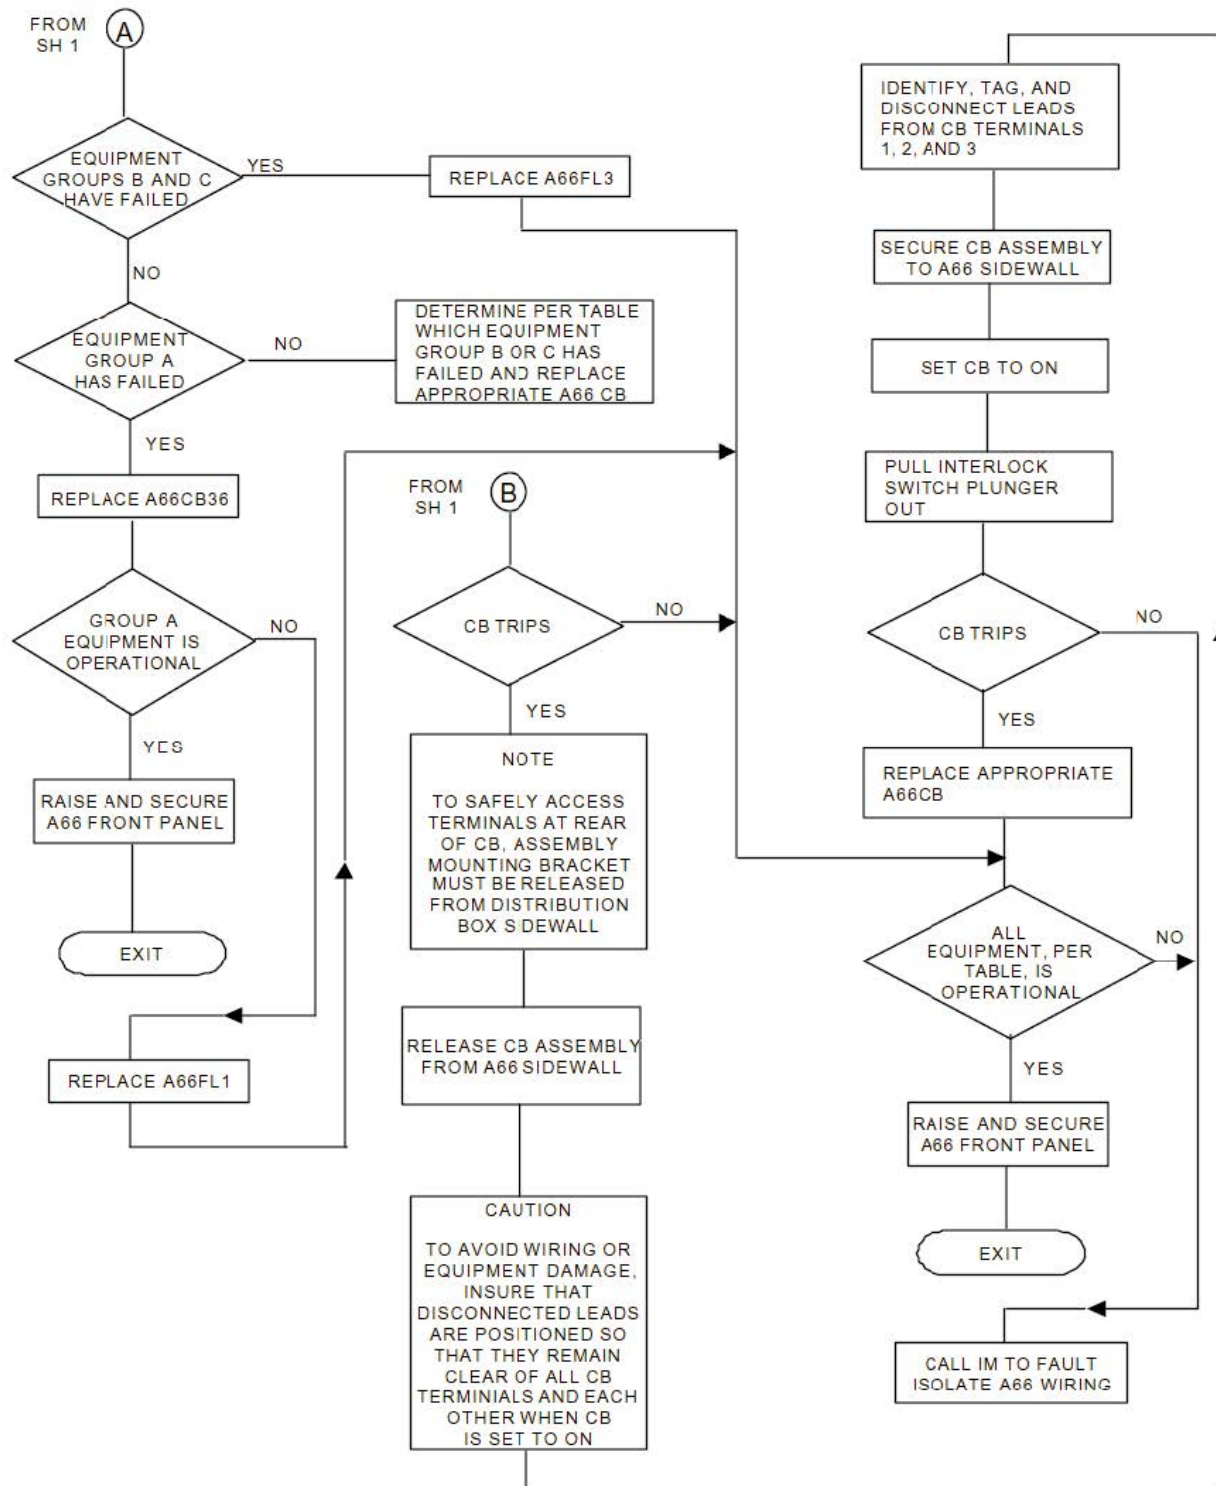 FROM
SH 1
A
EQUIPMENT
GROUPS B AND C
HAVE FAILED
YES
REPLACE A66FL3
NO
EQUIPMENT
GROUP A
HAS FAILED
NO
DETERMINE PER TABLE
WHICH EQUIPMENT
GROUP B OR C HAS
FAILED AND REPLACE
APPROPRIATE A66 CB
YES
REPLACE A66CB36
GROUP A
EQUIPMENT IS
OPERATIONAL
NO
YES
RAISE AND SECURE
A66 FRONT PANEL
EXIT
REPLACE A66FL1
FROM
SH 1
B
CB TRIPS
NO
YES
NOTE
TO SAFELY ACCESS
TERMINALS AT REAR
OF CB, ASSEMBLY
MOUNTING BRACKET
MUST BE RELEASED
FROM DISTRIBUTION
BOX SIDEWALL
RELEASE CB ASSEMBLY
FROM A66 SIDEWALL
CAUTION
TO AVOID WIRING OR
EQUIPMENT DAMAGE,
INSURE THAT
DISCONNECTED LEADS
ARE POSITIONED SO
THAT THEY REMAIN
CLEAR OF ALL CB
TERMINIALS AND EACH
OTHER WHEN CB
IS SET TO ON
IDENTIFY, TAG, AND
DISCONNECT LEADS
FROM CB TERMINALS
1, 2, AND 3
SECURE CB ASSEMBLY
TO A66 SIDEWALL
SET CB TO ON
PULL INTERLOCK
SWITCH PLUNGER
OUT
CB TRIPS
NO
YES
REPLACE APPROPRIATE
A66CB
ALL
EQUIPMENT, PER
TABLE, IS
OPERATIONAL
NO
YES
RAISE AND SECURE
A66 FRONT PANEL
EXIT
CALL IM TO FAULT
ISOLATE A66 WIRING